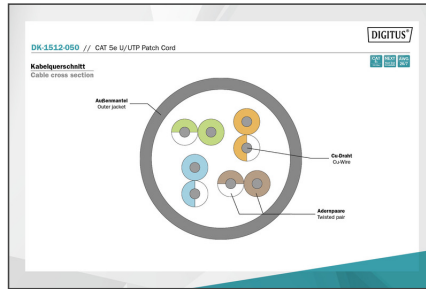 DIGITUS®
DK-1512-050 // CAT 5e U/UTP Patch Cord
Kabelquerschnitt
Cable cross section
Außenmantel
Outer jacket
Cu-Draht
Cu-Wire
Adernpaare
Twisted pair